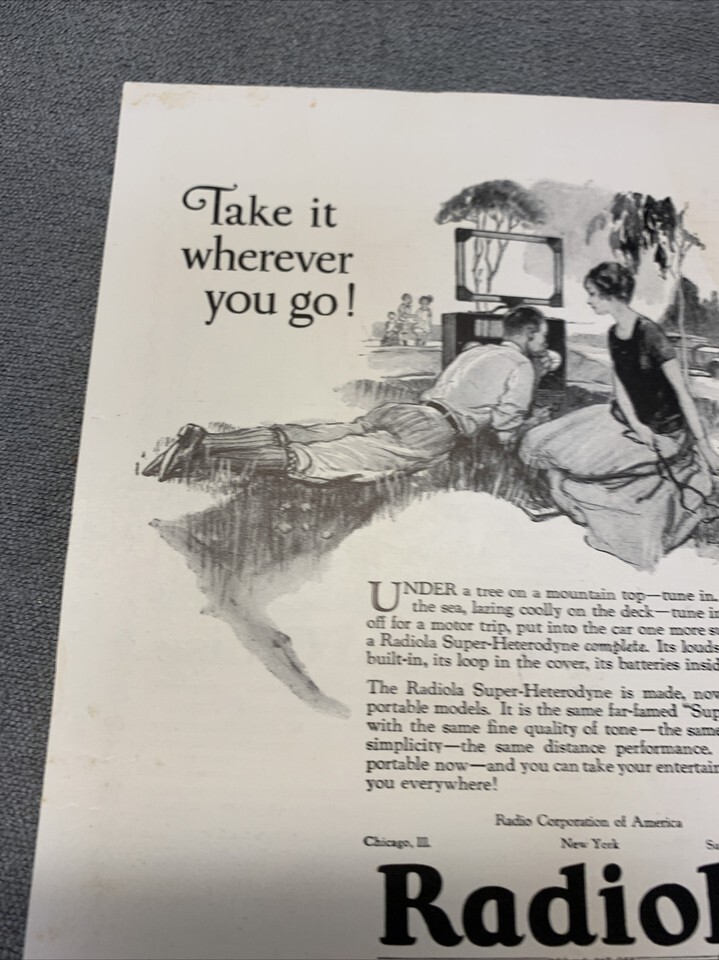 Take it
wherever
you go!
UNDER a tree on a mountain top—tune in.
the sea, lazing coolly on the deck—tune in
off for a motor trip, put into the car one more su
a Radiola Super-Heterodyne complete. Its louds
built-in, its loop in the cover, its batteries insid
The Radiola Super-Heterodyne is made, now
portable models. It is the same far-famed "Sup
with the same fine quality of tone—the same
simplicity—the same distance performance.
portable now—and you can take your entertain
you everywhere!
Radio Corporation of America
Chicago, Ill. New York Sa
Radiol